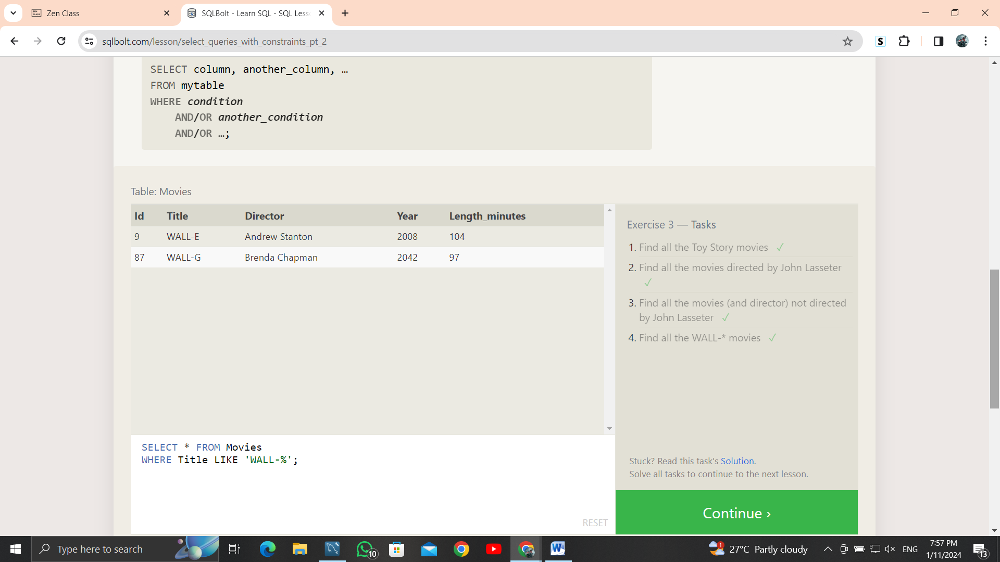 Zen Class
SQLBolt - Learn SQL - SQL Less
sqlbolt.com/lesson/select_queries_with_constraints_pt_2
S
SELECT column, another_column, …
FROM mytable
WHERE condition
AND/OR another_condition
AND/OR …;
Table: Movies
Id Title Director Year Length_minutes
9 WALL-E Andrew Stanton 2008 104
87 WALL-G Brenda Chapman 2042 97
SELECT * FROM Movies
WHERE Title LIKE 'WALL-%';
RESET
Exercise 3 — Tasks
1. Find all the Toy Story movies ✓
2. Find all the movies directed by John Lasseter
✓
3. Find all the movies (and director) not directed
by John Lasseter ✓
4. Find all the WALL-* movies ✓
Stuck? Read this task's Solution.
Solve all tasks to continue to the next lesson.
Continue ›
Type here to search
10
W
1
27°C Partly cloudy
ENG
7:57 PM
1/11/2024
13